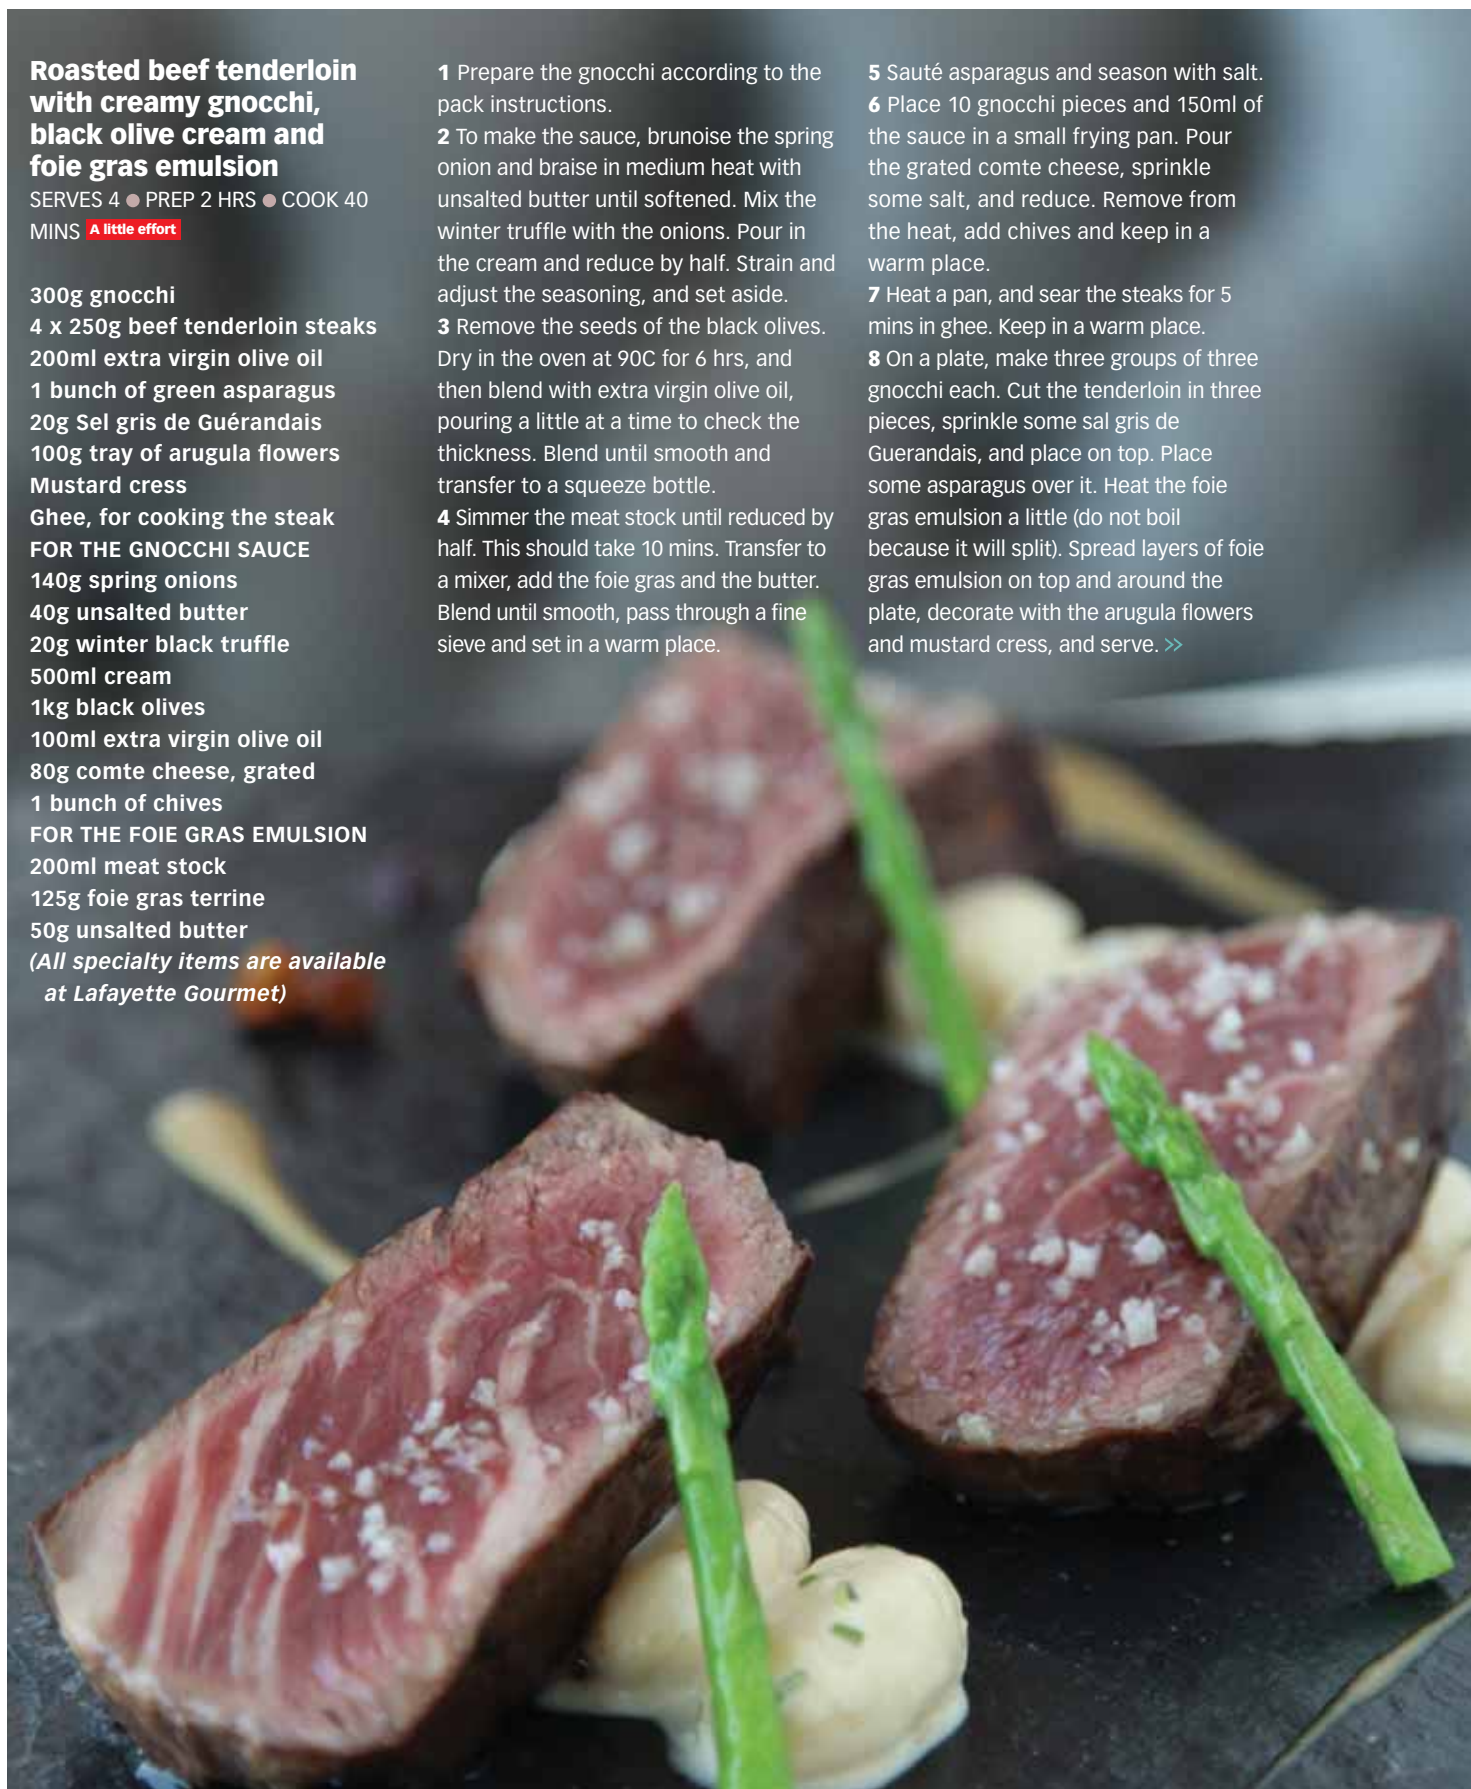 Roasted beef tenderloin
with creamy gnocchi,
black olive cream and
foie gras emulsion
SERVES 4 ● PREP 2 HRS ● COOK 40
MINS A little effort
300g gnocchi
4 x 250g beef tenderloin steaks
200ml extra virgin olive oil
1 bunch of green asparagus
20g Sel gris de Guérandais
100g tray of arugula flowers
Mustard cress
Ghee, for cooking the steak
FOR THE GNOCCHI SAUCE
140g spring onions
40g unsalted butter
20g winter black truffle
500ml cream
1kg black olives
100ml extra virgin olive oil
80g comte cheese, grated
1 bunch of chives
FOR THE FOIE GRAS EMULSION
200ml meat stock
125g foie gras terrine
50g unsalted butter
(All specialty items are available
at Lafayette Gourmet)
1 Prepare the gnocchi according to the
pack instructions.
2 To make the sauce, brunoise the spring
onion and braise in medium heat with
unsalted butter until softened. Mix the
winter truffle with the onions. Pour in
the cream and reduce by half. Strain and
adjust the seasoning, and set aside.
3 Remove the seeds of the black olives.
Dry in the oven at 90C for 6 hrs, and
then blend with extra virgin olive oil,
pouring a little at a time to check the
thickness. Blend until smooth and
transfer to a squeeze bottle.
4 Simmer the meat stock until reduced by
half. This should take 10 mins. Transfer to
a mixer, add the foie gras and the butter.
Blend until smooth, pass through a fine
sieve and set in a warm place.
5 Sauté asparagus and season with salt.
6 Place 10 gnocchi pieces and 150ml of
the sauce in a small frying pan. Pour
the grated comte cheese, sprinkle
some salt, and reduce. Remove from
the heat, add chives and keep in a
warm place.
7 Heat a pan, and sear the steaks for 5
mins in ghee. Keep in a warm place.
8 On a plate, make three groups of three
gnocchi each. Cut the tenderloin in three
pieces, sprinkle some sal gris de
Guerandais, and place on top. Place
some asparagus over it. Heat the foie
gras emulsion a little (do not boil
because it will split). Spread layers of foie
gras emulsion on top and around the
plate, decorate with the arugula flowers
and mustard cress, and serve. >>